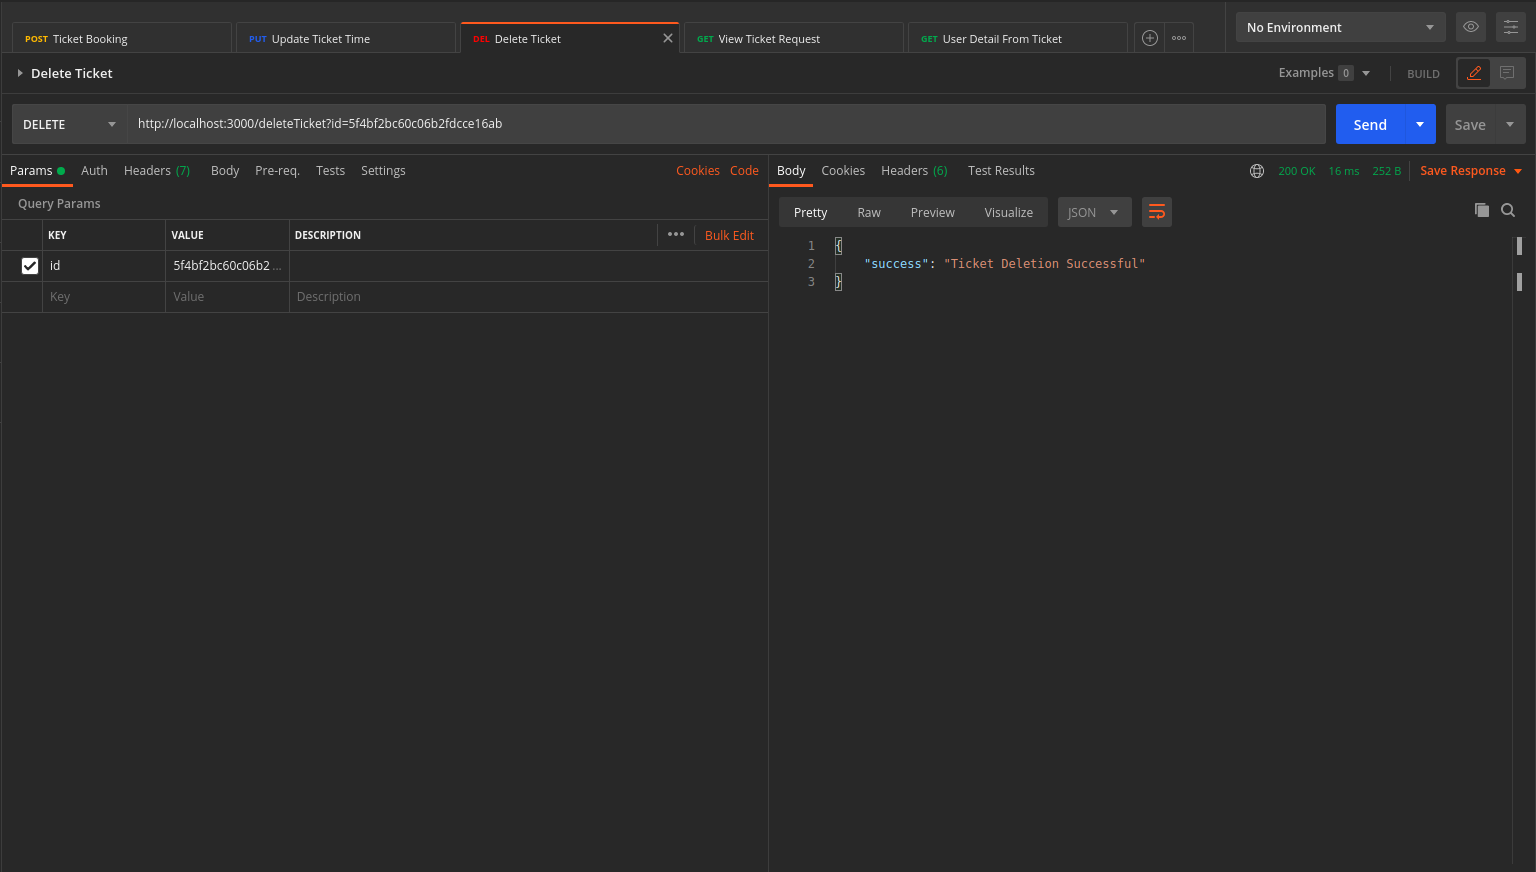 POST Ticket Booking PUT Update Ticket Time DEL Delete Ticket GET View Ticket Request GET User Detail From Ticket No Environment
Delete Ticket Examples 0 BUILD
DELETE http://localhost:3000/deleteTicket?id=5f4bf2bc60c06b2fdcce16ab Send Save
Params Auth Headers (7) Body Pre-req. Tests Settings Cookies Code
Body Cookies Headers (6) Test Results 200 OK 16 ms 252 B Save Response
Query Params
KEY VALUE DESCRIPTION ••• Bulk Edit
id 5f4bf2bc60c06b2 ...
Key Value Description
Pretty Raw Preview Visualize JSON
1 {
2 "success": "Ticket Deletion Successful"
3 }